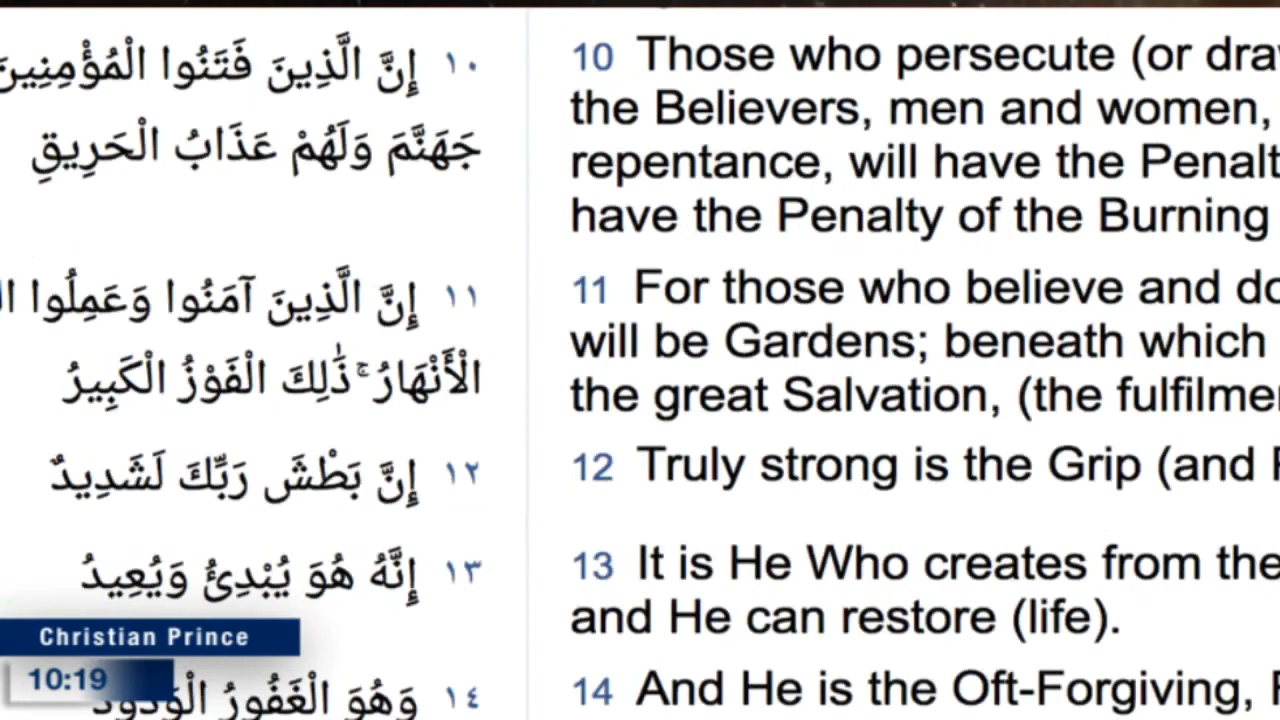 ١٠ إِنَّ الَّذِينَ فَتَنُوا الْمُؤْمِنِينَ
جَهَنَّمَ وَلَهُمْ عَذَابُ الْحَرِيقِ
١١ إِنَّ الَّذِينَ آمَنُوا وَعَمِلُوا
الْأَنْهَارُ ۚ ذَٰلِكَ الْفَوْزُ الْكَبِيرُ
١٢ إِنَّ بَطْشَ رَبِّكَ لَشَدِيدٌ
١٣ إِنَّهُ هُوَ يُبْدِئُ وَيُعِيدُ
١٤ وَهُوَ الْغَفُورُ الْوَدُودُ
10 Those who persecute (or
the Believers, men and women,
repentance, will have the
have the Penalty of the Burning
11 For those who believe and
will be Gardens; beneath which
the great Salvation, (the
12 Truly strong is the Grip (and
13 It is He Who creates from the
and He can restore (life).
14 And He is the Oft-Forgiving,
Christian Prince
10:19